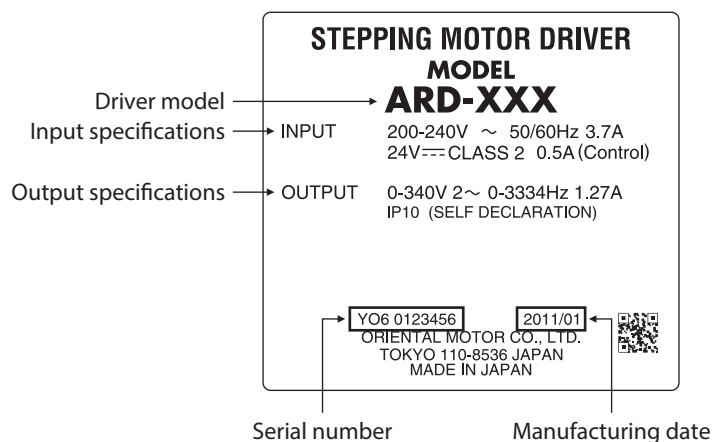 STEPPING MOTOR DRIVER
MODEL
Driver model ARD-XXX
Input specifications INPUT 200-240V ~ 50/60Hz 3.7A
24V⎓CLASS 2 0.5A (Control)
Output specifications OUTPUT 0-340V 2~ 0-3334Hz 1.27A
IP10 (SELF DECLARATION)
YO6 0123456 2011/01
ORIENTAL MOTOR CO., LTD.
TOKYO 110-8536 JAPAN
MADE IN JAPAN
Serial number Manufacturing date